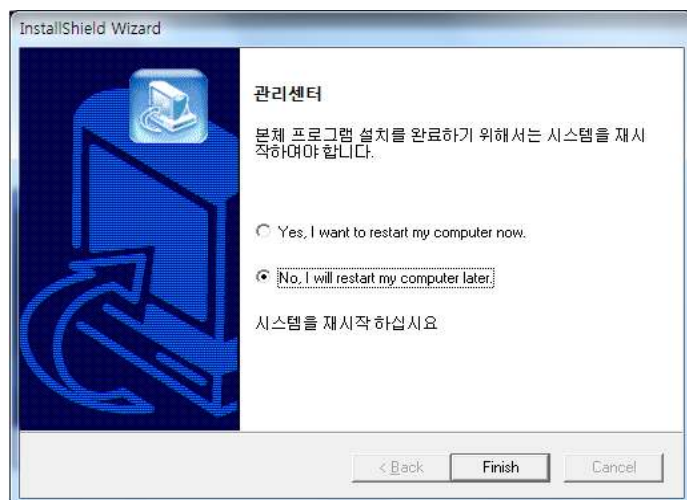 InstallShield Wizard
관리센터
본체 프로그램 설치를 완료하기 위해서는 시스템을 재시
작하여야 합니다.
Yes, I want to restart my computer now.
No, I will restart my computer later.
시스템을 재시작 하십시요
< Back Finish Cancel